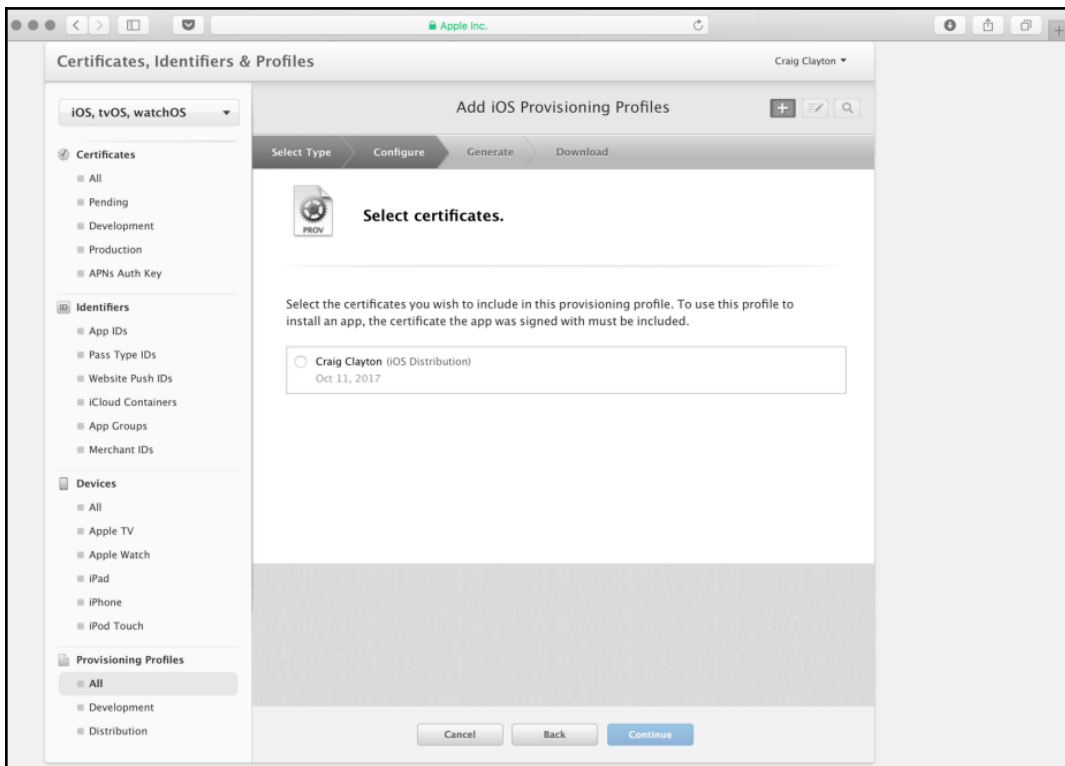 Apple Inc.
Certificates, Identifiers & Profiles
Craig Clayton
iOS, tvOS, watchOS
Certificates
All
Pending
Development
Production
APNs Auth Key
ID Identifiers
App IDs
Pass Type IDs
Website Push IDs
iCloud Containers
App Groups
Merchant IDs
Devices
All
Apple TV
Apple Watch
iPad
iPhone
iPod Touch
Provisioning Profiles
All
Development
Distribution
Add iOS Provisioning Profiles
Select Type Configure Generate Download
PROV
Select certificates.
Select the certificates you wish to include in this provisioning profile. To use this profile to
install an app, the certificate the app was signed with must be included.
Craig Clayton (iOS Distribution)
Oct 11, 2017
Cancel Back Continue